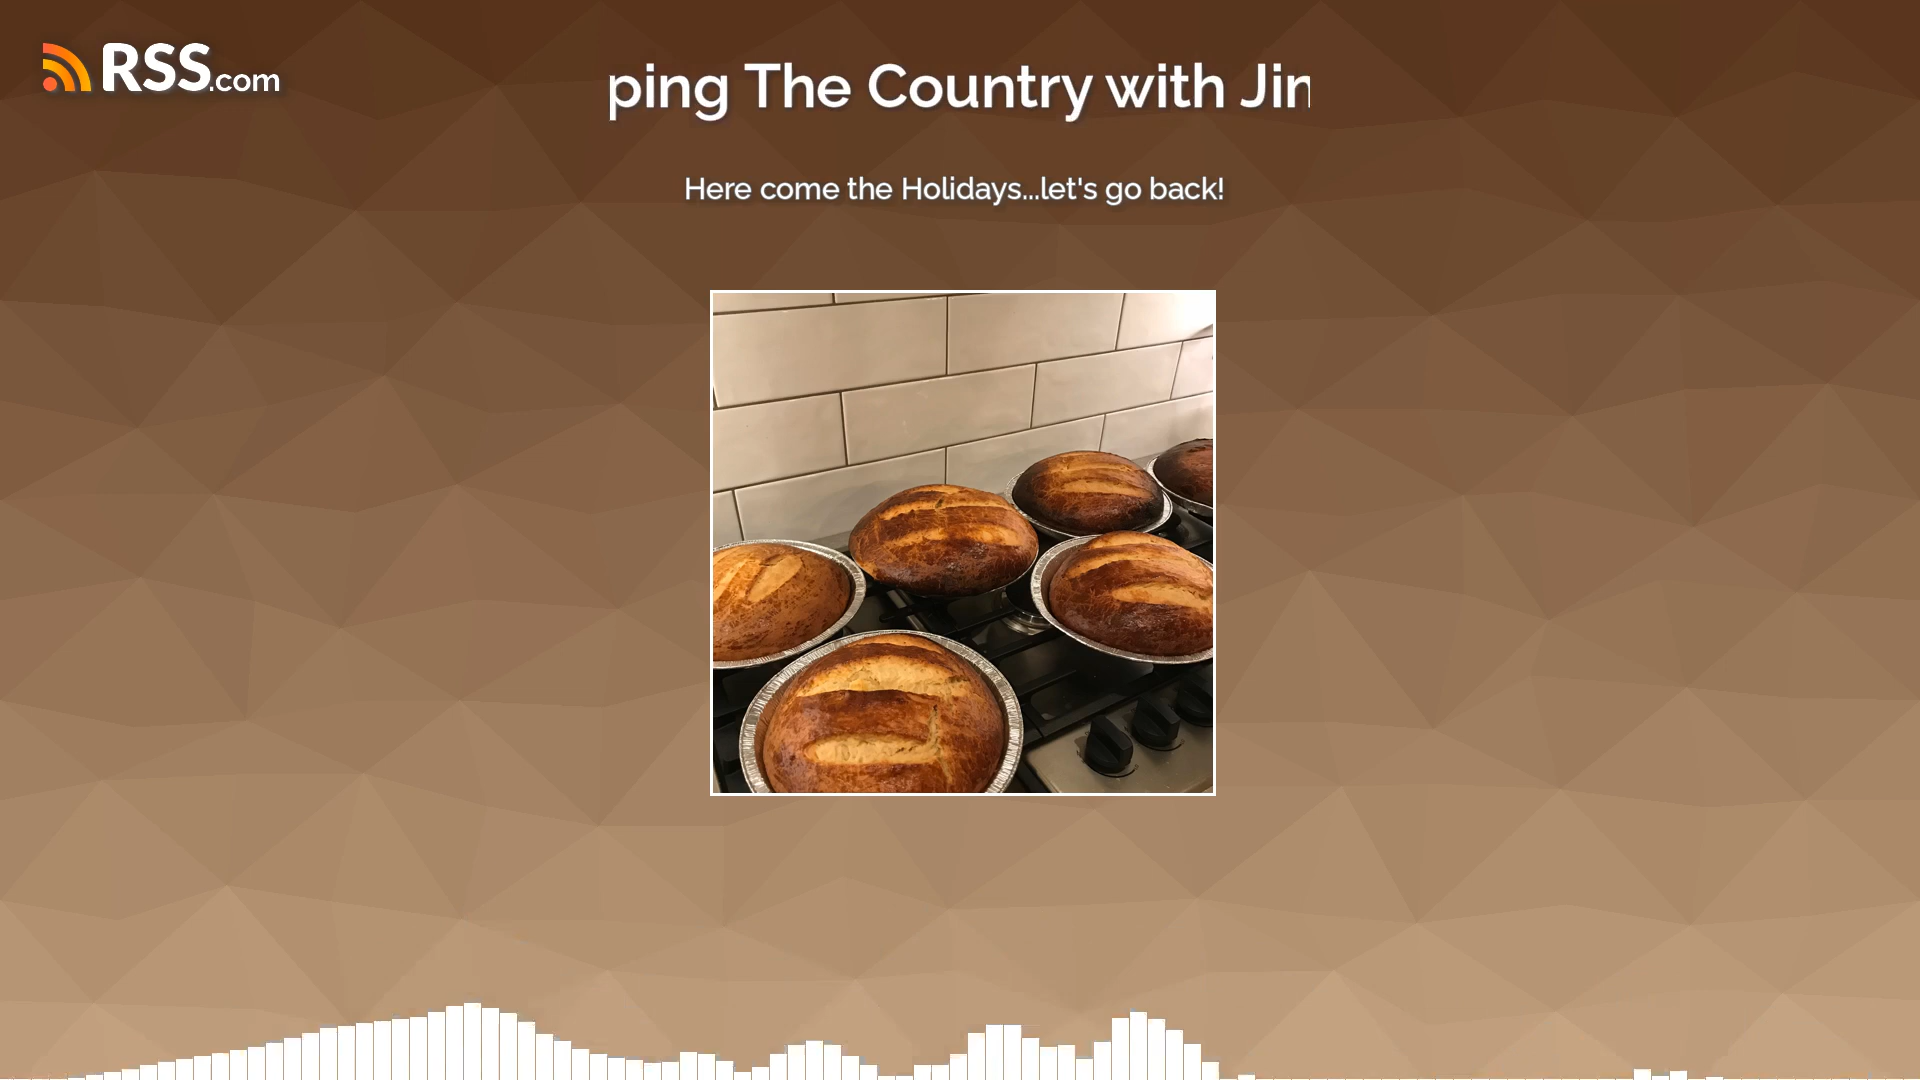 RSS.com
ping The Country with Jin
Here come the Holidays...let's go back!